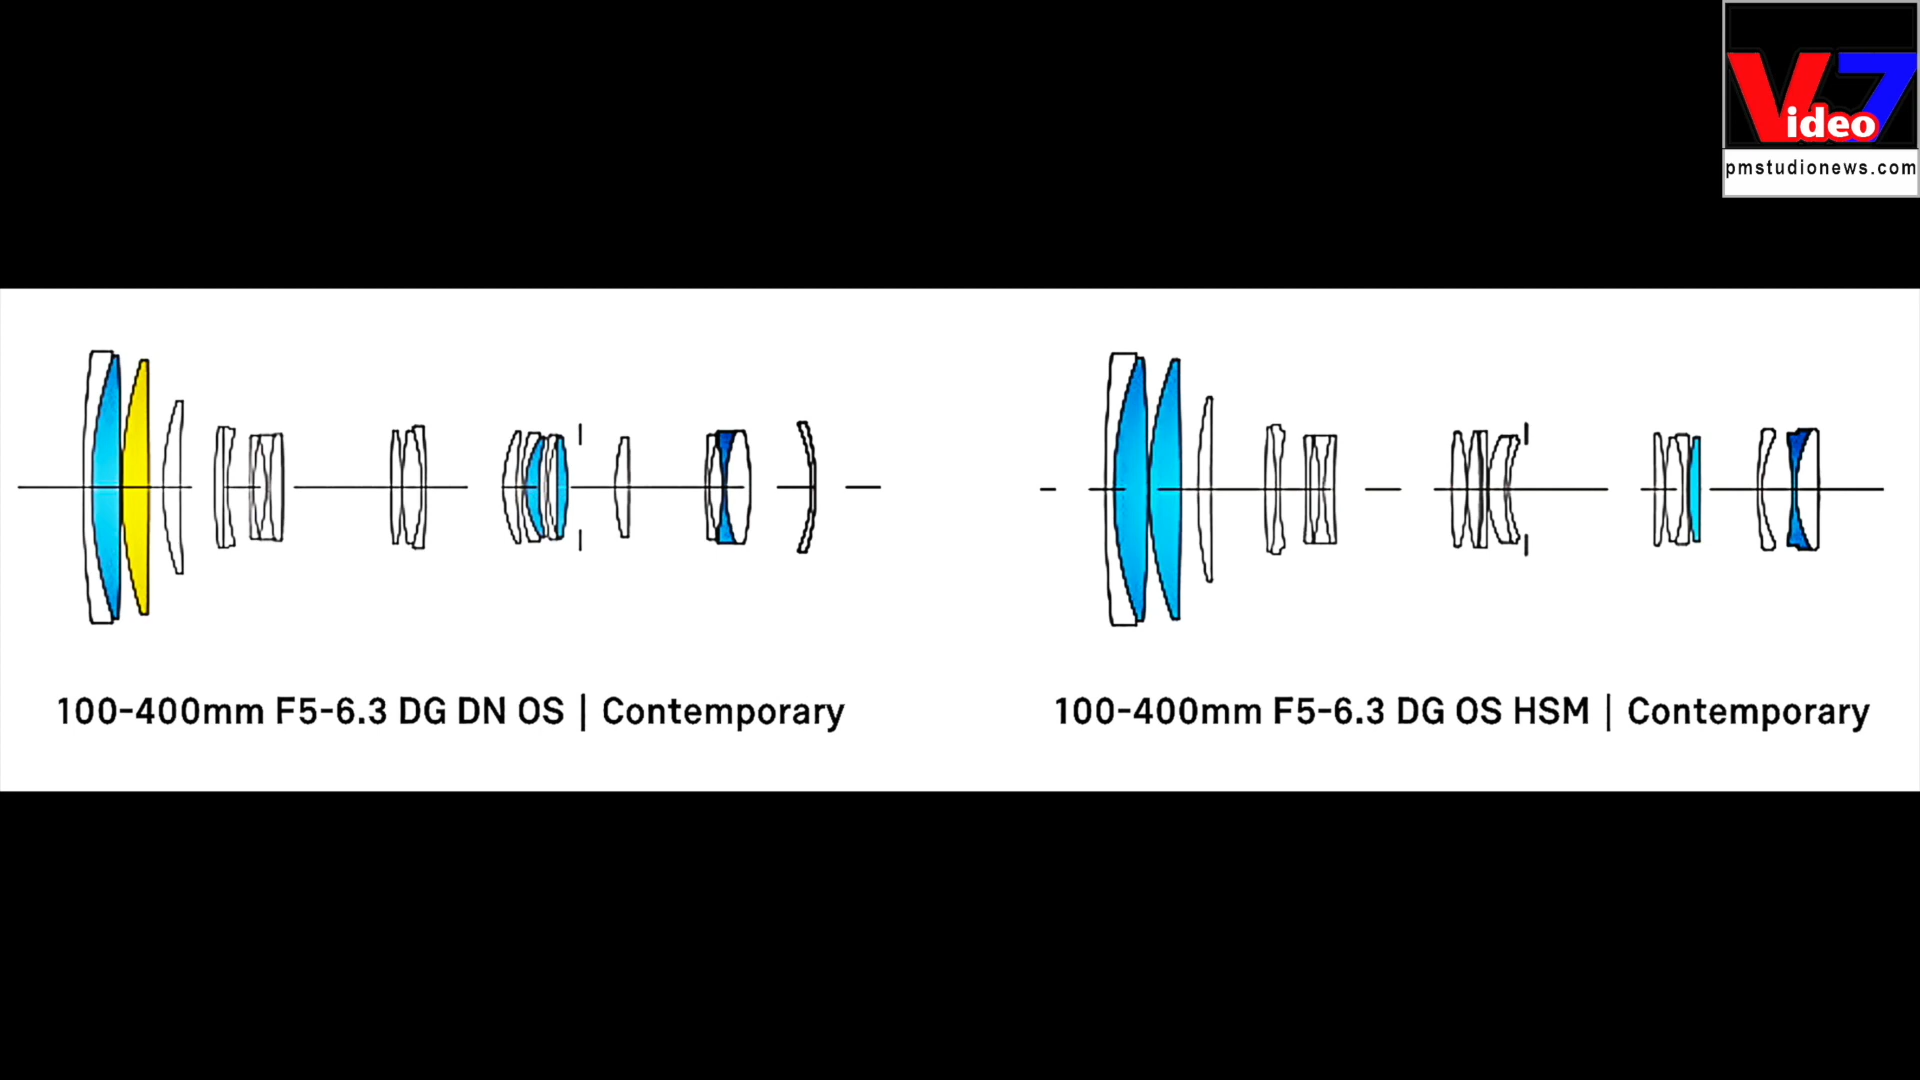 Video7
pmstudionews.com
100-400mm F5-6.3 DG DN OS | Contemporary
100-400mm F5-6.3 DG OS HSM | Contemporary